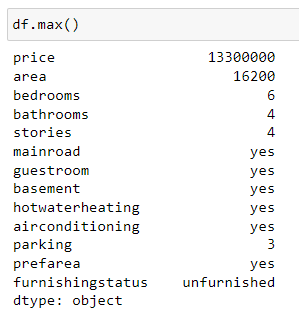 df.max()
price 13300000
area 16200
bedrooms 6
bathrooms 4
stories 4
mainroad yes
guestroom yes
basement yes
hotwaterheating yes
airconditioning yes
parking 3
prefarea yes
furnishingstatus unfurnished
dtype: object